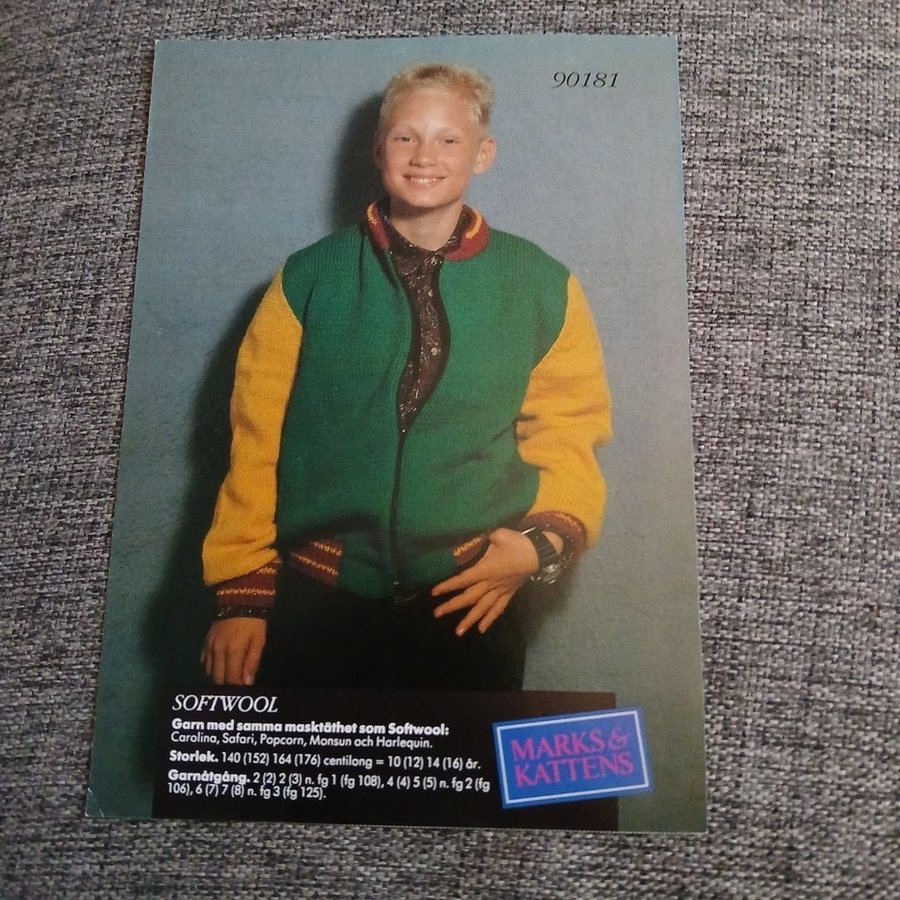 90181
SOFTWOOL
Garn med samma masktäthet som Softwool:
Carolina, Safari, Popcorn, Monsun och Harlequin.
Storlek. 140 (152) 164 (176) centilong = 10 (12) 14 (16) år.
Garnåtgång. 2 (2) 2 (3) n. fg 1 (fg 108), 4 (4) 5 (5) n. fg 2 (fg
106), 6 (7) 7 (8) n. fg 3 (fg 125).
MARKS &
KATTENS